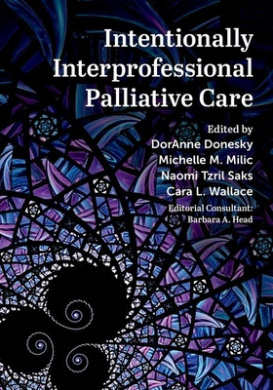 Intentionally
Interprofessional
Palliative Care
Edited by
DorAnne Donesky
Michelle M. Milic
Naomi Tzril Saks
Cara L. Wallace
Editorial Consultant:
Barbara A. Head